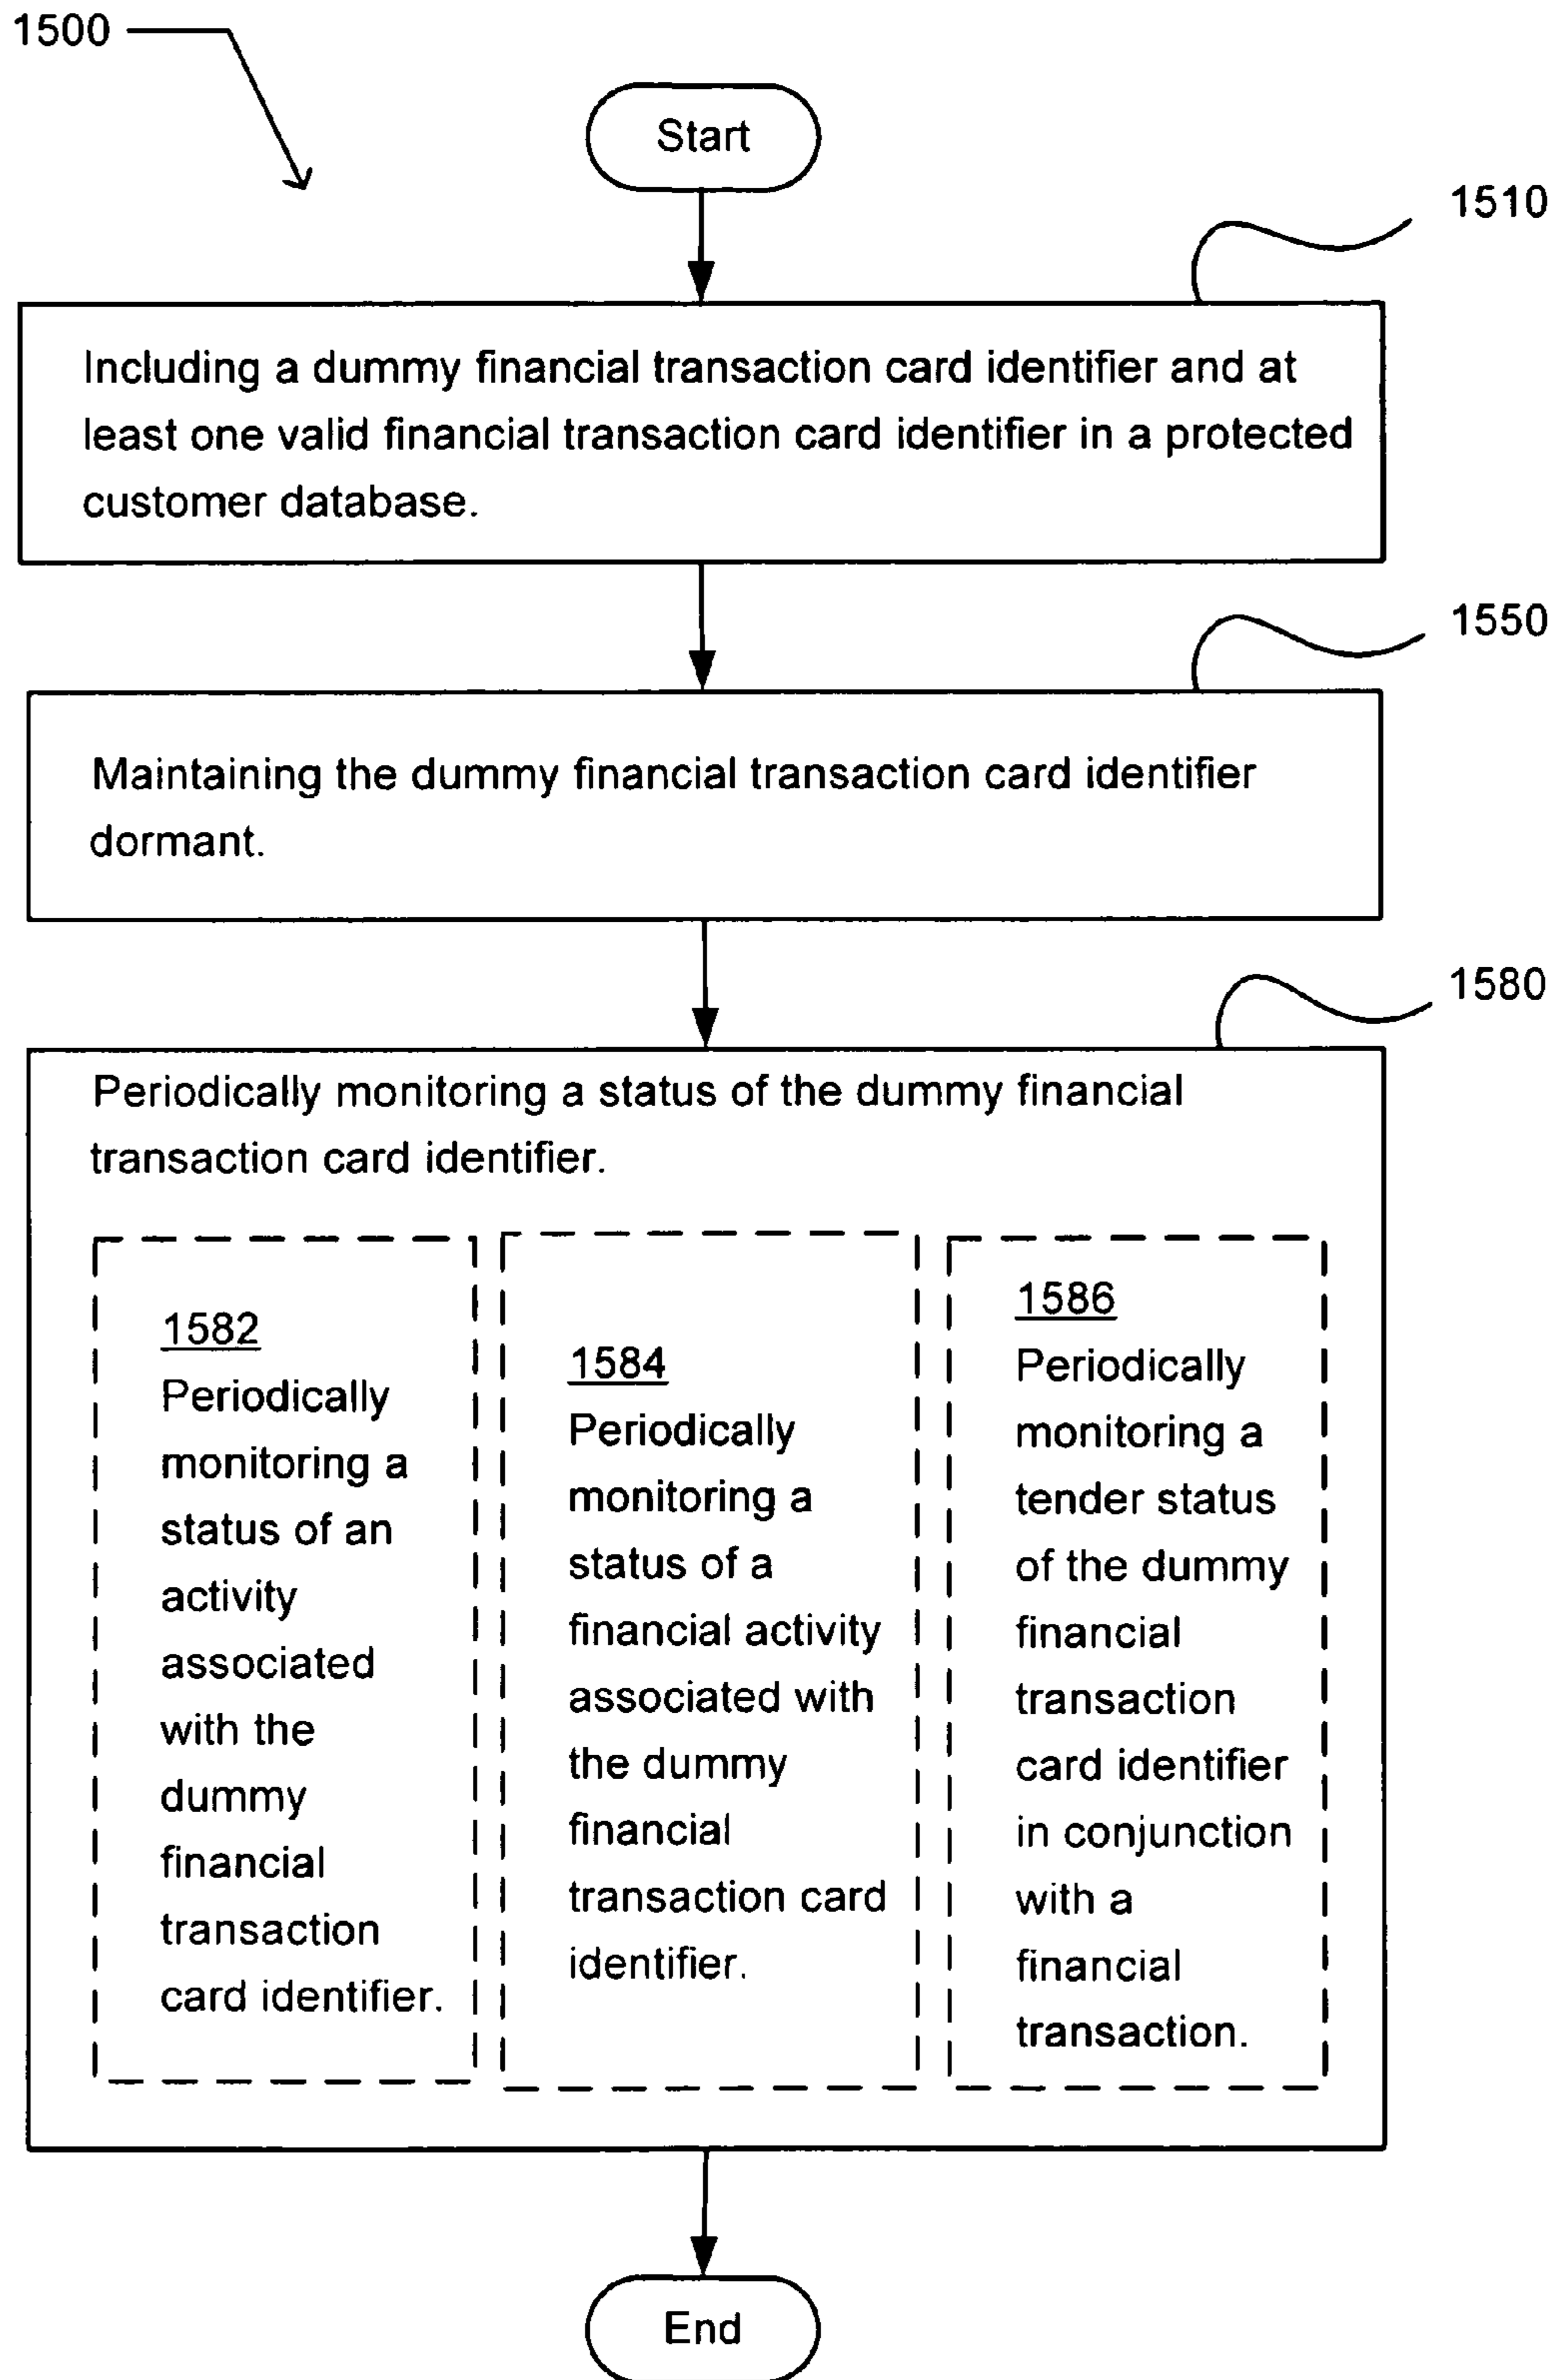 1500
Start
1510
Including a dummy financial transaction card identifier and at
least one valid financial transaction card identifier in a protected
customer database.
1550
Maintaining the dummy financial transaction card identifier
dormant.
1580
Periodically monitoring a status of the dummy financial
transaction card identifier.
1582
Periodically
monitoring a
status of an
activity
associated
with the
dummy
financial
transaction
card identifier.
1584
Periodically
monitoring a
status of a
financial activity
associated with
the dummy
financial
transaction card
identifier.
1586
Periodically
monitoring a
tender status
of the dummy
financial
transaction
card identifier
in conjunction
with a
financial
transaction.
End